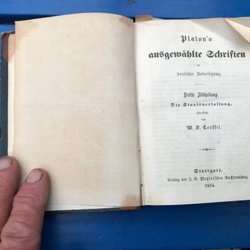 Platon's
ausgewählte Schriften
in
deutscher Uebersetzung.
Dritte Abtheilung.
Die Staatsverfassung,
übersetzt
von
W. S. Teuffel.
Stuttgart.
Verlag der J. B. Metzler'schen Buchhandlung.